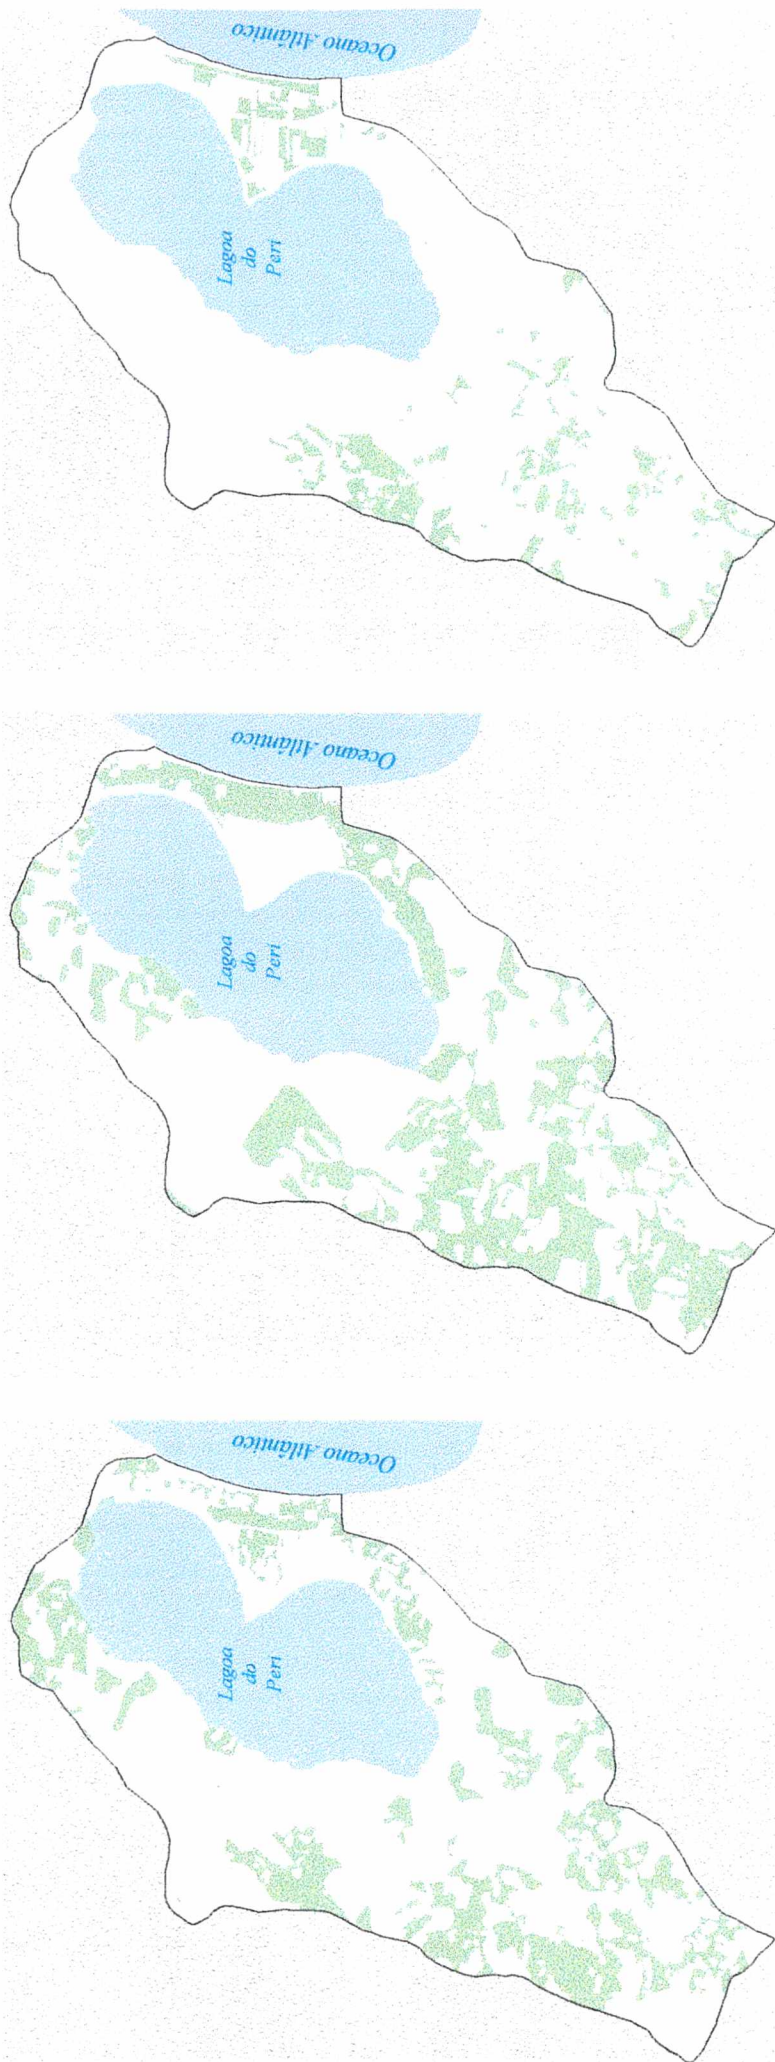 Oceano Atlântico
Lagoa
do
Peri
Oceano Atlântico
Lagoa
do
Peri
Oceano Atlântico
Lagoa
do
Peri